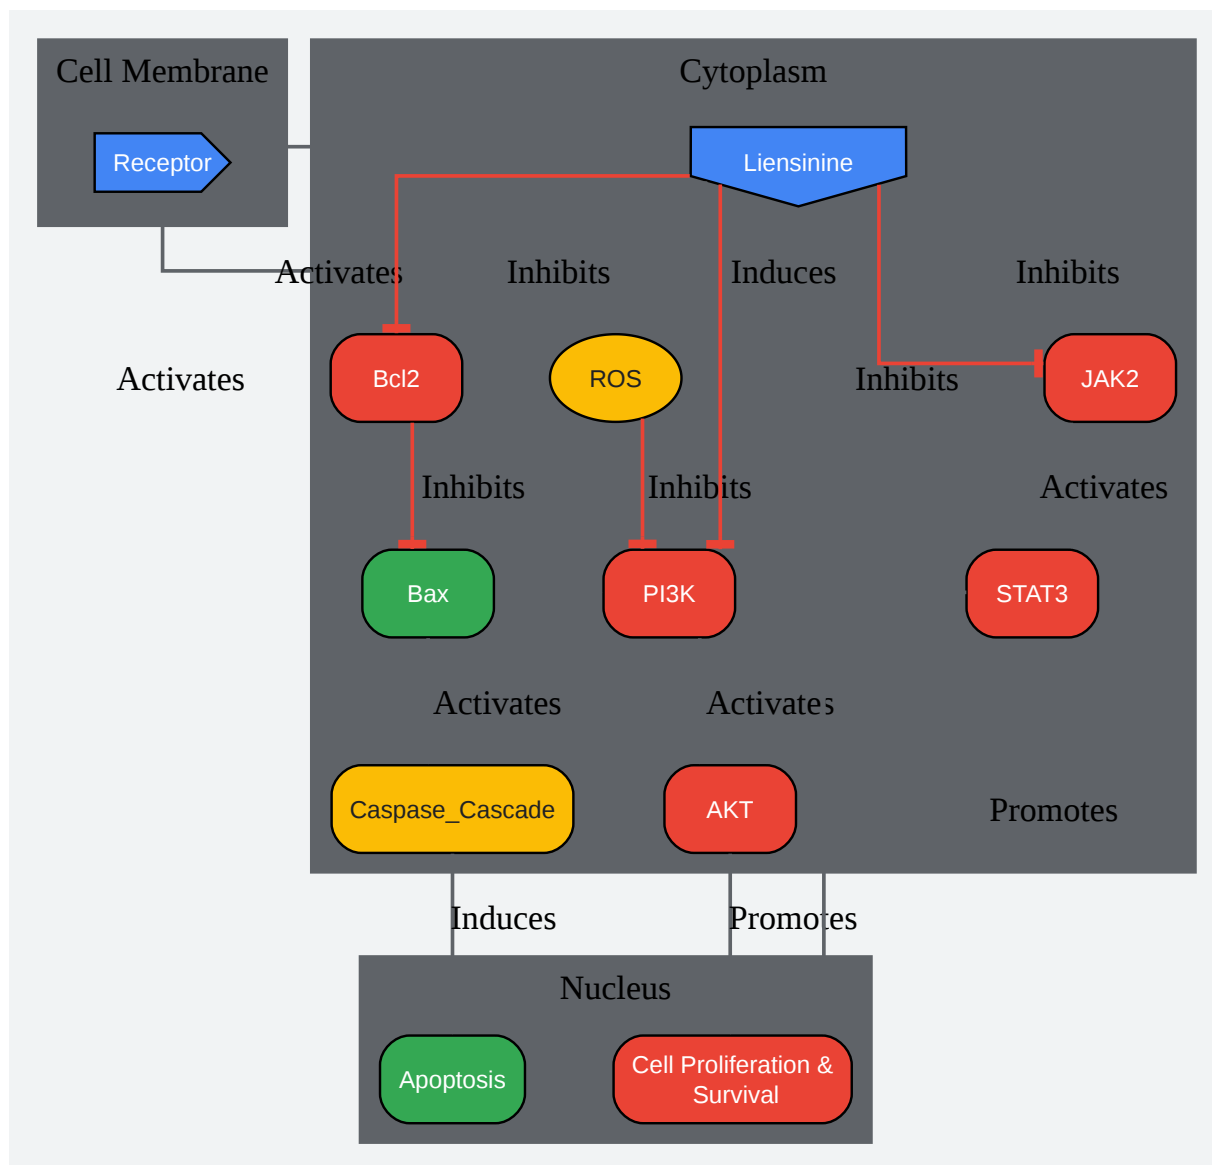 Cell Membrane
Cytoplasm
Receptor
Liensinine
Activates
Inhibits
Induces
Inhibits
Activates
Bcl2
ROS
Inhibits
JAK2
Inhibits
Inhibits
Activates
Bax
PI3K
STAT3
Activates
Activates
Caspase_Cascade
AKT
Promotes
Induces
Promotes
Nucleus
Apoptosis
Cell Proliferation &
Survival